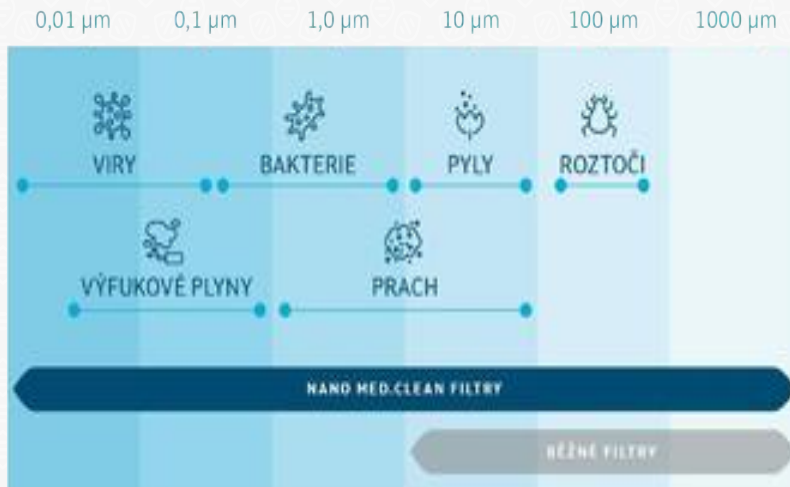 0,01 µm 0,1 µm 1,0 µm 10 µm 100 µm 1000 µm
VIRY BAKTERIE PYLY ROZTOČI
VÝFUKOVÉ PLYNY PRACH
NANO MED.CLEAN FILTRY
BĚŽNÉ FILTRY